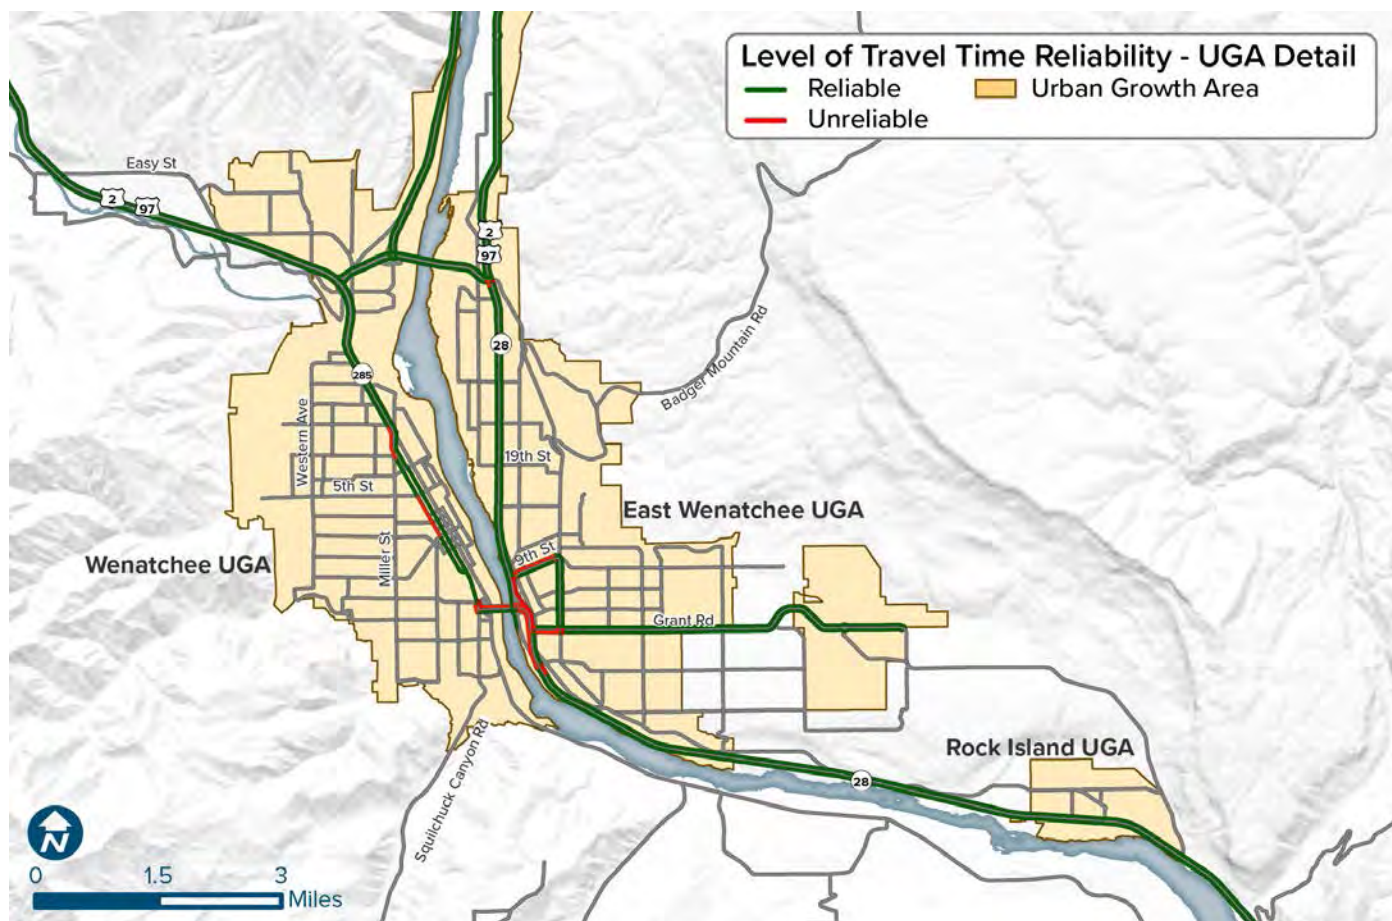 Level of Travel Time Reliability - UGA Detail
Reliable
Urban Growth Area
Unreliable
Easy St
2
97
2
97
28
285
Badger Mountain Rd
Western Ave
19th St
5th St
East Wenatchee UGA
Miller St
9th St
Wenatchee UGA
Grant Rd
Squilchuck Canyon Rd
Rock Island UGA
28
N
0 1.5 3
Miles